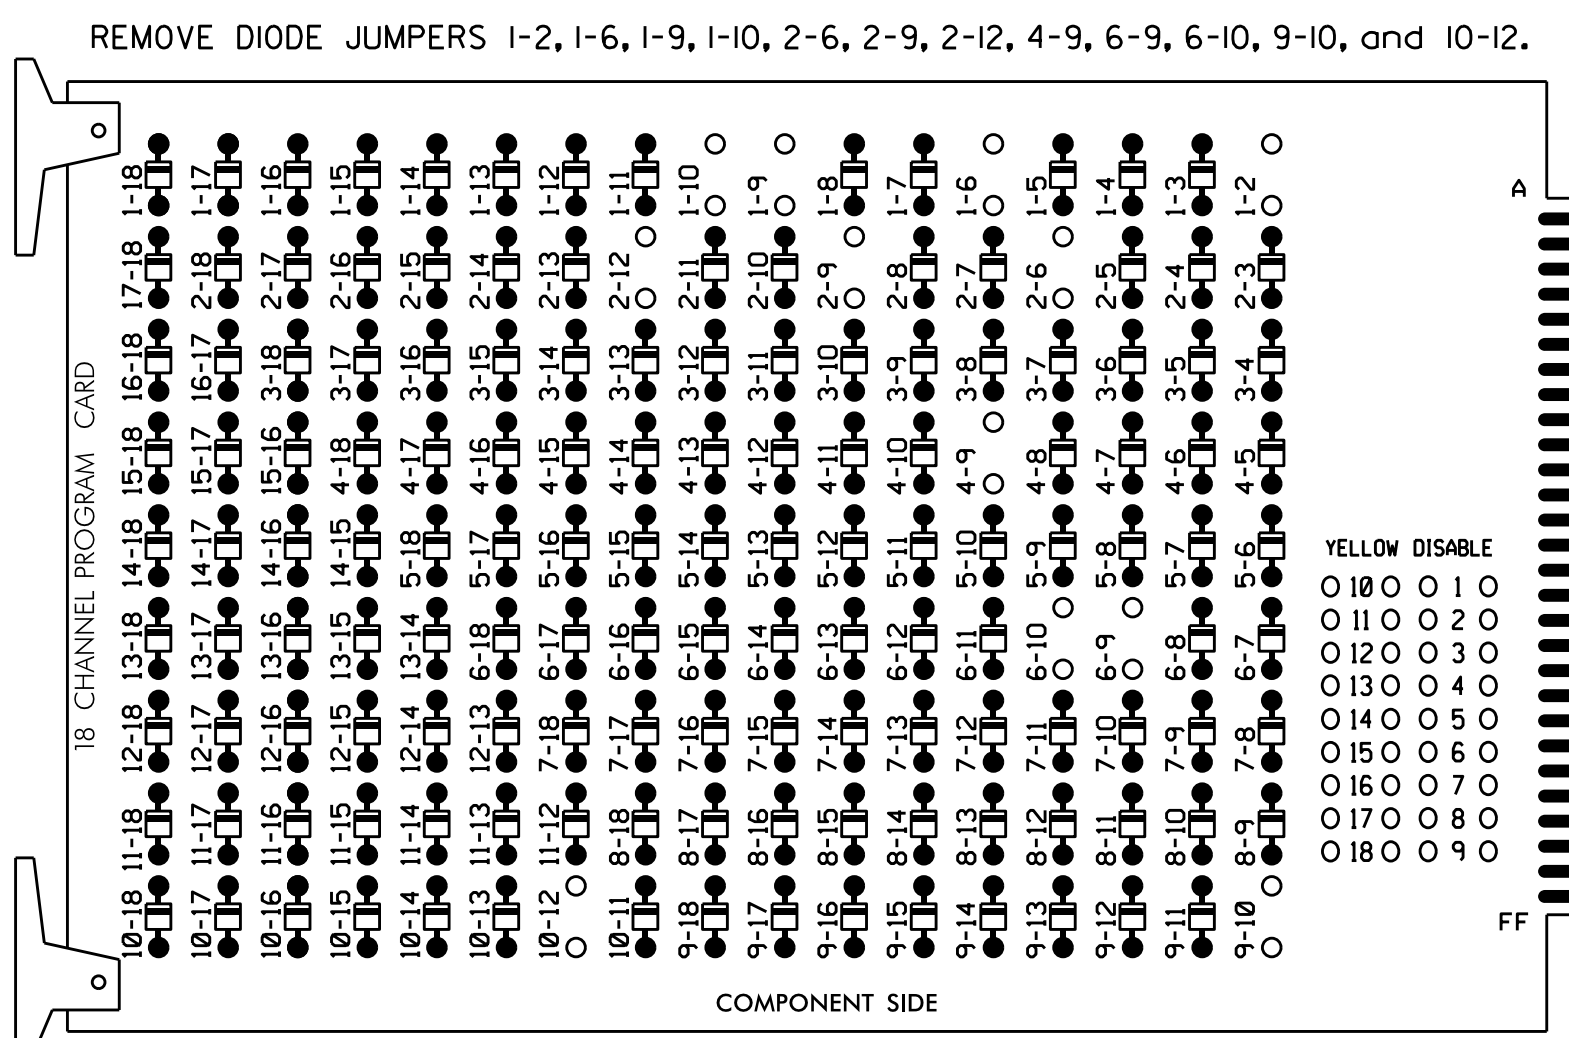 REMOVE DIODE JUMPERS 1-2, 1-6, 1-9, 1-10, 2-6, 2-9, 2-12, 4-9, 6-9, 6-10, 9-10, and 10-12.
1-18 1-17 1-16 1-15 1-14 1-13 1-12 1-11 1-10 1-9 1-8 1-7 1-6 1-5 1-4 1-3 1-2
A
17-18 2-18 2-17 2-16 2-15 2-14 2-13 2-12 2-11 2-10 2-9 2-8 2-7 2-6 2-5 2-4 2-3
16-18 16-17 3-18 3-17 3-16 3-15 3-14 3-13 3-12 3-11 3-10 3-9 3-8 3-7 3-6 3-5 3-4
15-18 15-17 15-16 4-18 4-17 4-16 4-15 4-14 4-13 4-12 4-11 4-10 4-9 4-8 4-7 4-6 4-5
14-18 14-17 14-16 14-15 5-18 5-17 5-16 5-15 5-14 5-13 5-12 5-11 5-10 5-9 5-8 5-7 5-6
13-18 13-17 13-16 13-15 13-14 6-18 6-17 6-16 6-15 6-14 6-13 6-12 6-11 6-10 6-9 6-8 6-7
12-18 12-17 12-16 12-15 12-14 12-13 7-18 7-17 7-16 7-15 7-14 7-13 7-12 7-11 7-10 7-9 7-8
11-18 11-17 11-16 11-15 11-14 11-13 11-12 8-18 8-17 8-16 8-15 8-14 8-13 8-12 8-11 8-10 8-9
10-18 10-17 10-16 10-15 10-14 10-13 10-12 10-11 9-18 9-17 9-16 9-15 9-14 9-13 9-12 9-11 9-10
18 CHANNEL PROGRAM CARD
YELLOW DISABLE
10 1
11 2
12 3
13 4
14 5
15 6
16 7
17 8
18 9
FF
COMPONENT SIDE